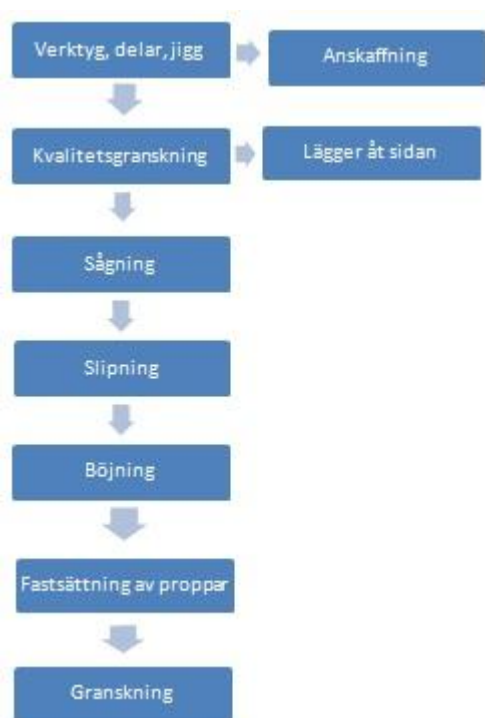 Verktyg, delar, jigg
Anskaffning
Kvalitetsgranskning
Lägger åt sidan
Sågning
Slipning
Böjning
Fastsättning av proppar
Granskning